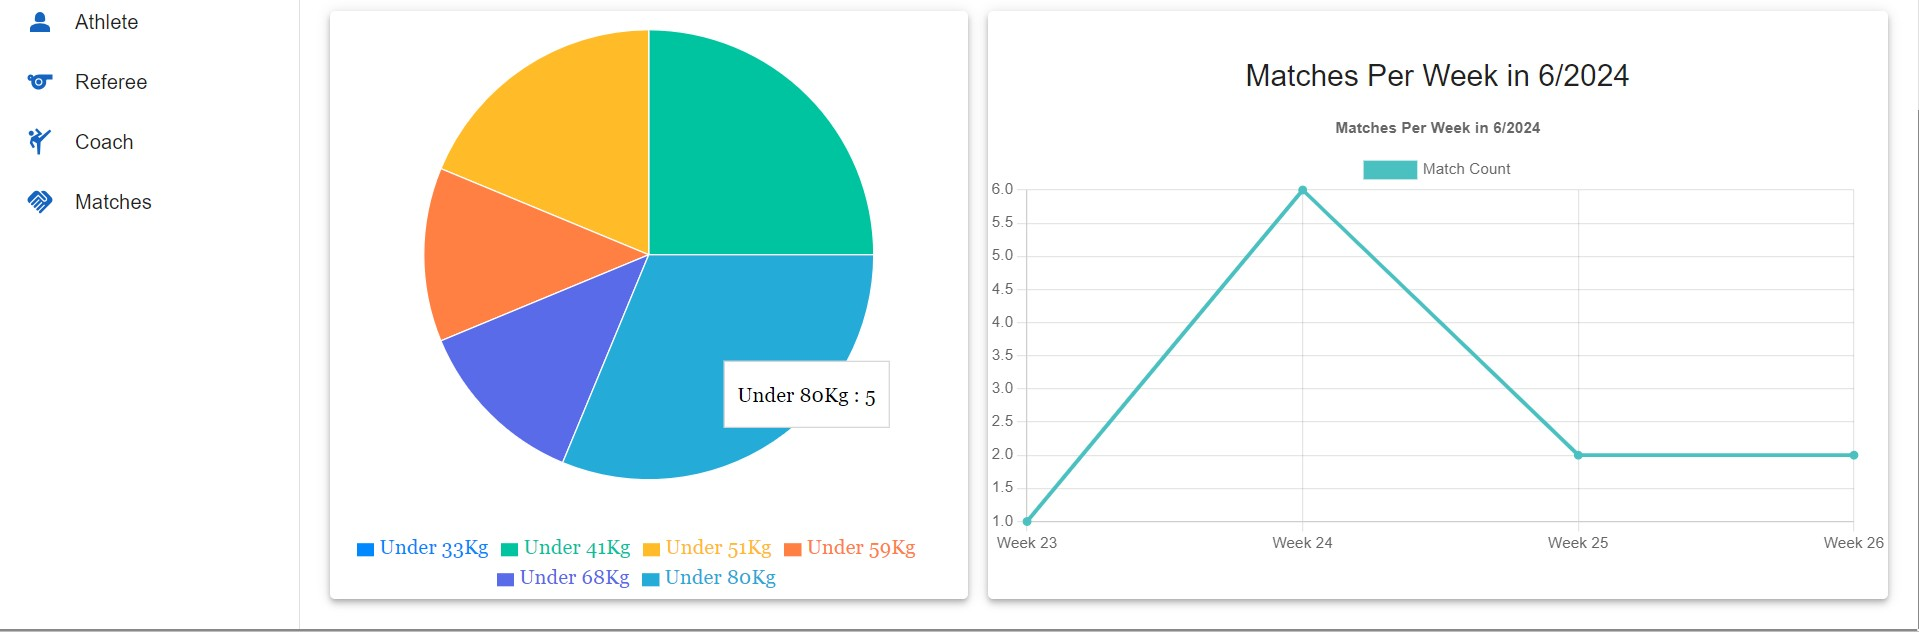 Athlete
Referee
Coach
Matches
Under 80Kg : 5
Under 33Kg Under 41Kg Under 51Kg Under 59Kg
Under 68Kg Under 80Kg
Matches Per Week in 6/2024
Matches Per Week in 6/2024
Match Count
6.0
5.5
5.0
4.5
4.0
3.5
3.0
2.5
2.0
1.5
1.0
Week 23 Week 24 Week 25 Week 26